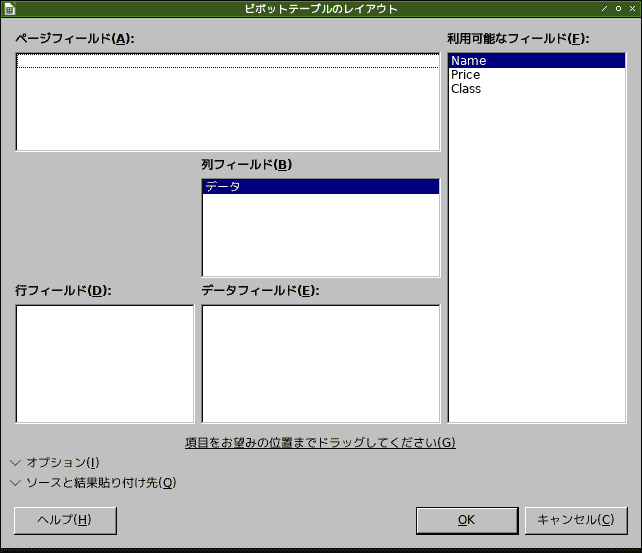 ピボットテーブルのレイアウト
ページフィールド(A):
利用可能なフィールド(F):
Name
Price
Class
列フィールド(B)
データ
行フィールド(D):
データフィールド(E):
項目をお望みの位置までドラッグしてください(G)
オプション(I)
ソースと結果貼り付け先(Q)
ヘルプ(H)
OK
キャンセル(C)